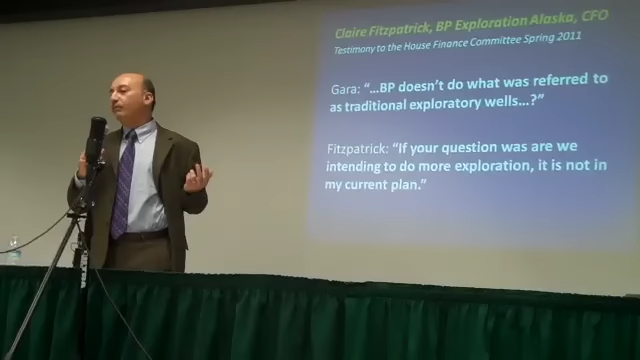 Claire Fitzpatrick, BP Exploration Alaska, CFO
Testimony to the House Finance Committee Spring 2011
Gara: “…BP doesn’t do what was referred to
as traditional exploratory wells…?”
Fitzpatrick: “If your question was are we
intending to do more exploration, it is not in
my current plan.”